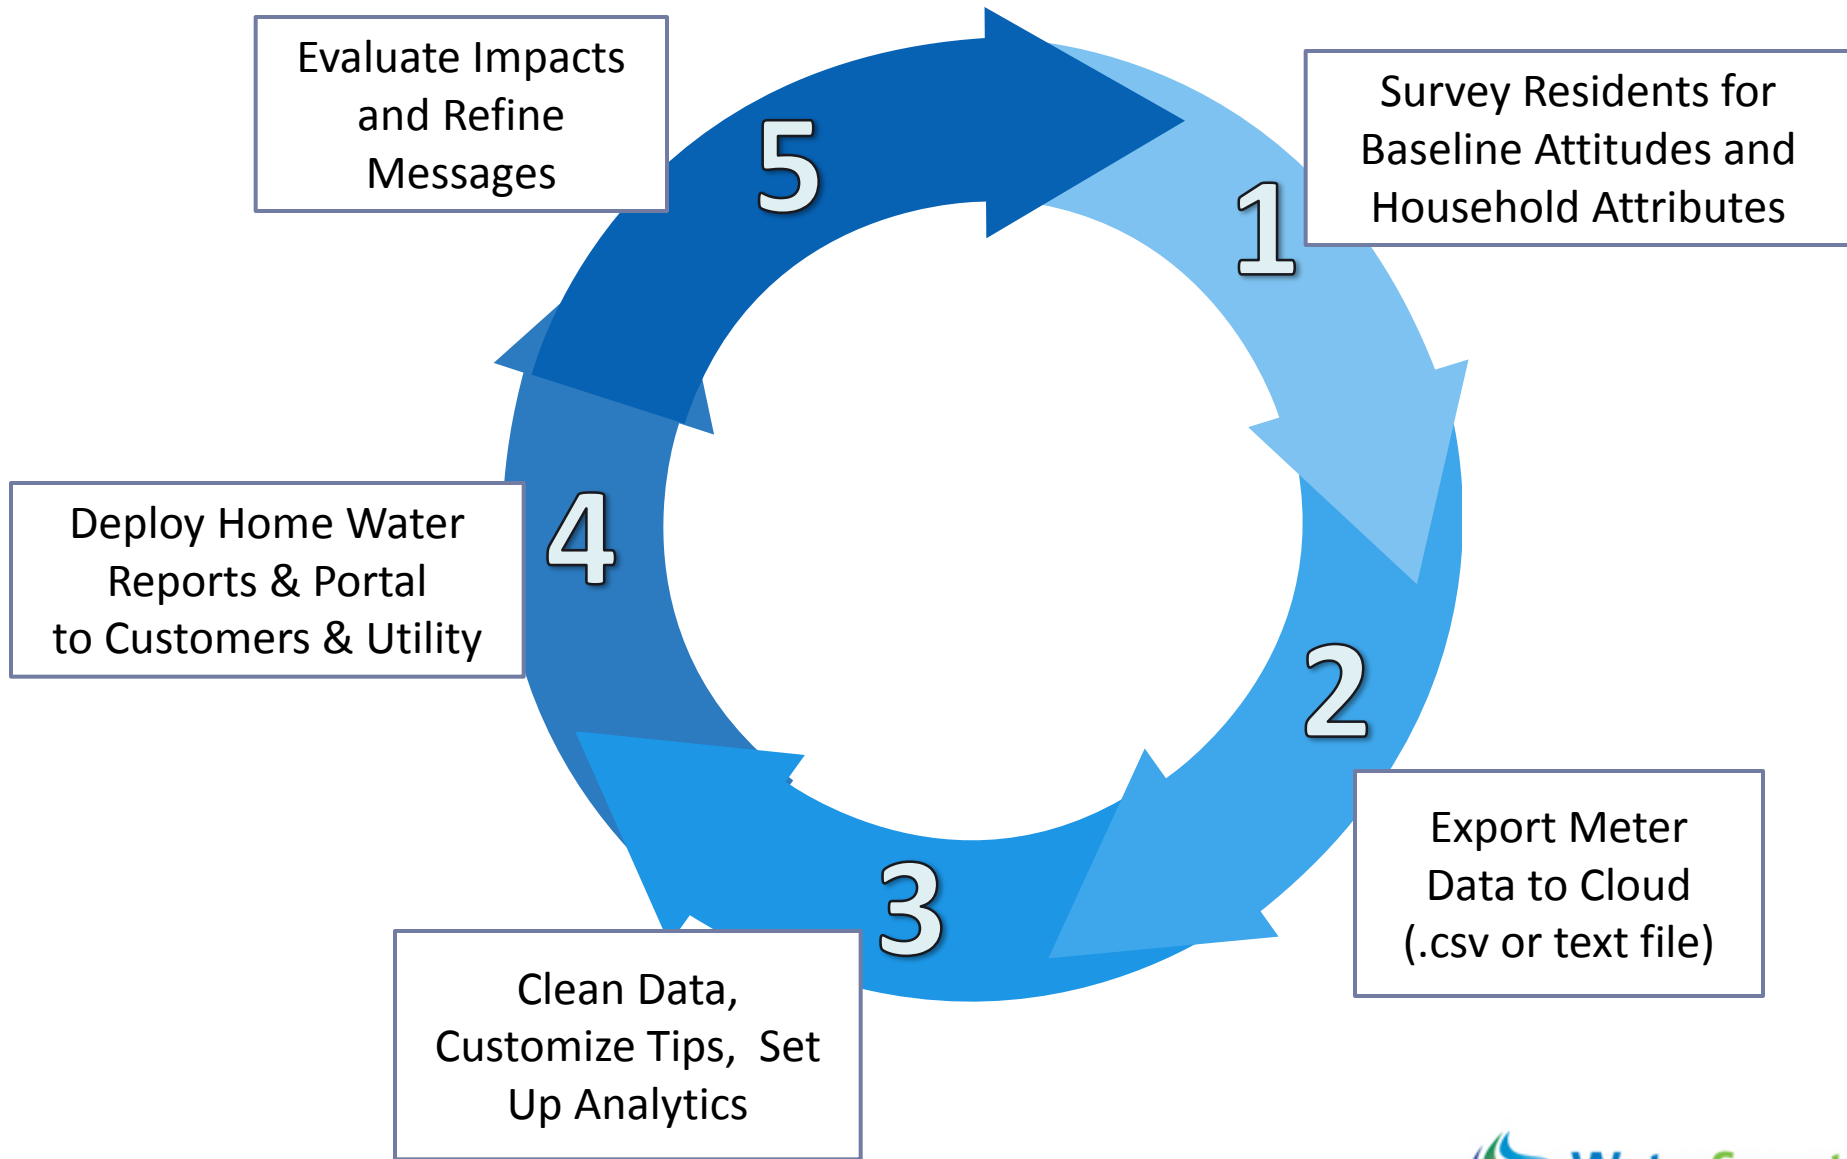 Evaluate Impacts
and Refine
Messages
5
Survey Residents for
Baseline Attitudes and
Household Attributes
1
Deploy Home Water
Reports & Portal
to Customers & Utility
4
2
Export Meter
Data to Cloud
(.csv or text file)
3
Clean Data,
Customize Tips,  Set
Up Analytics